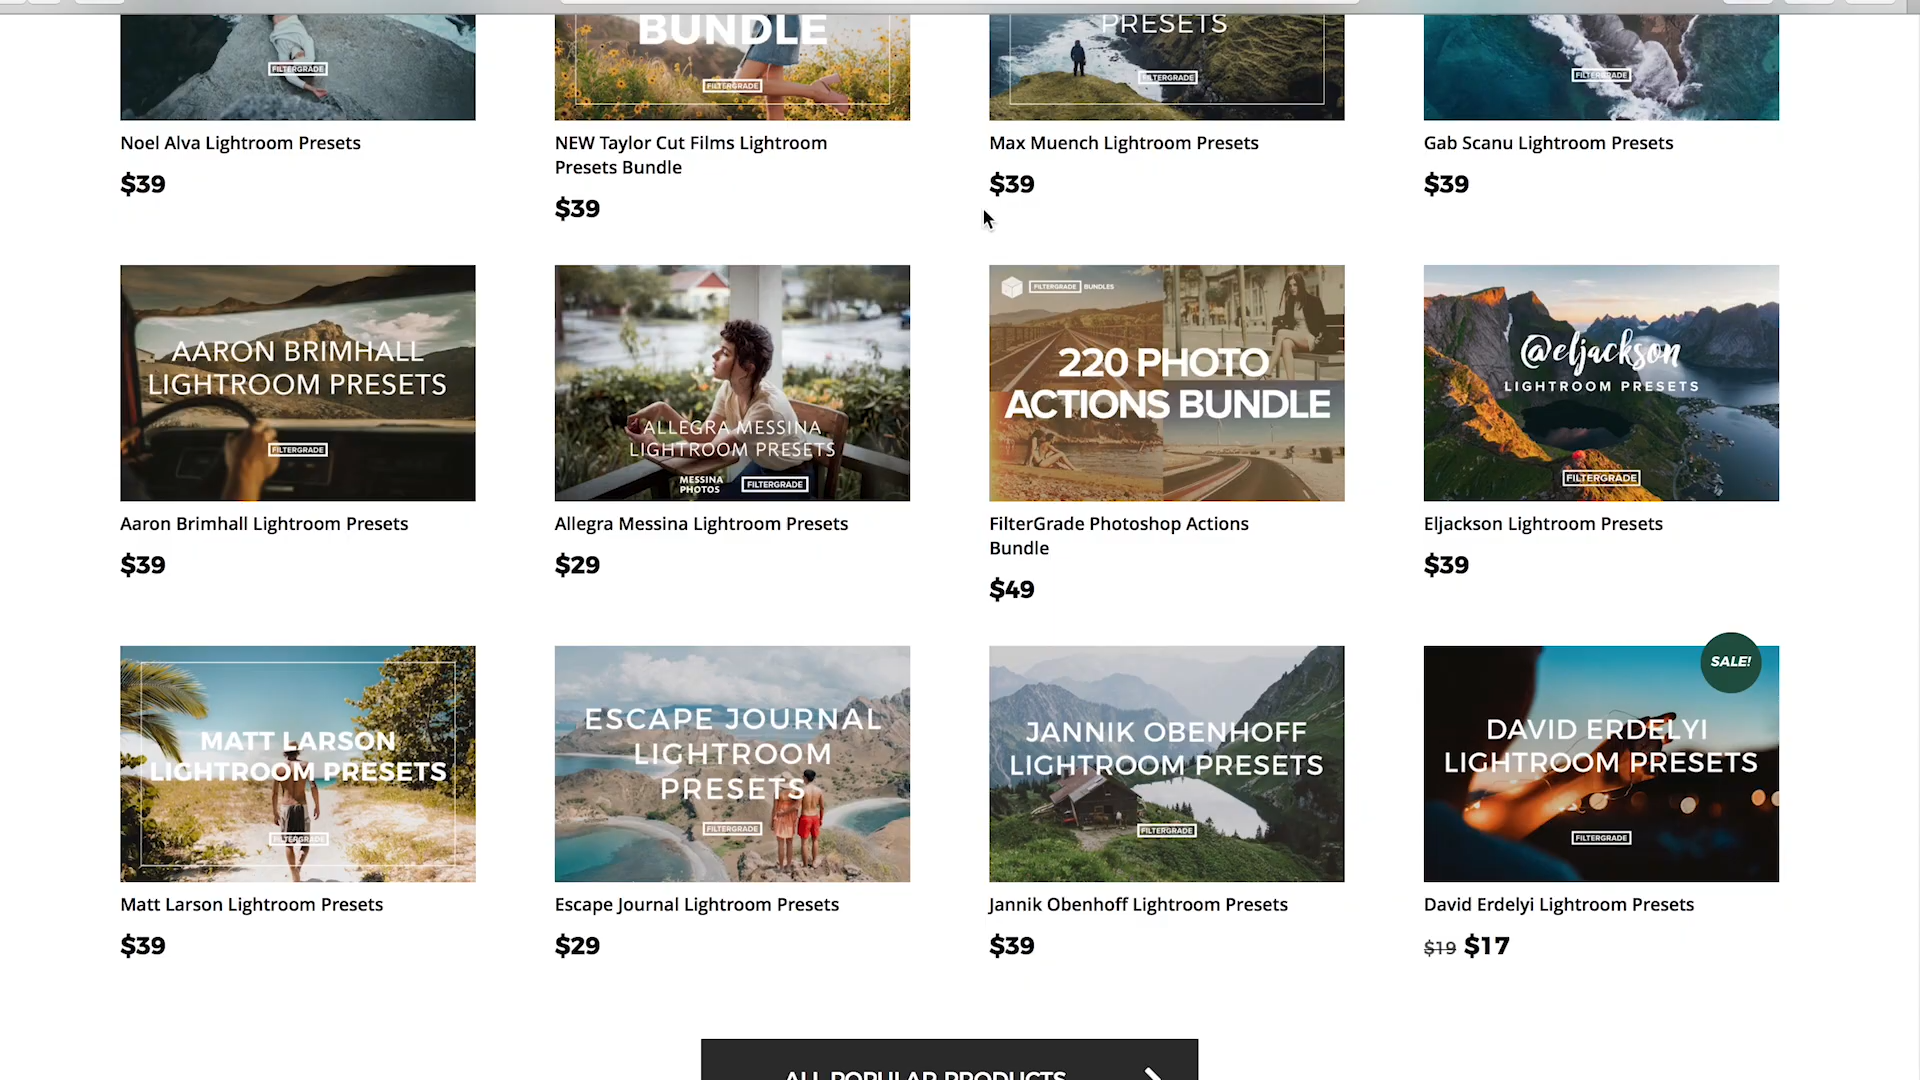 FILTERGRADE
BUNDLE
FILTERGRADE
PRESETS
FILTERGRADE
FILTERGRADE
Noel Alva Lightroom Presets
$39
NEW Taylor Cut Films Lightroom
Presets Bundle
$39
Max Muench Lightroom Presets
$39
Gab Scanu Lightroom Presets
$39
AARON BRIMHALL
LIGHTROOM PRESETS
FILTERGRADE
ALLEGRA MESSINA
LIGHTROOM PRESETS
MESSINA
PHOTOS
FILTERGRADE
FILTERGRADE BUNDLES
220 PHOTO
ACTIONS BUNDLE
@eljackson
LIGHTROOM PRESETS
FILTERGRADE
Aaron Brimhall Lightroom Presets
$39
Allegra Messina Lightroom Presets
$29
FilterGrade Photoshop Actions
Bundle
$49
Eljackson Lightroom Presets
$39
MATT LARSON
LIGHTROOM PRESETS
FILTERGRADE
ESCAPE JOURNAL
LIGHTROOM
PRESETS
FILTERGRADE
JANNIK OBENHOFF
LIGHTROOM PRESETS
FILTERGRADE
SALE!
DAVID ERDELYI
LIGHTROOM PRESETS
FILTERGRADE
Matt Larson Lightroom Presets
$39
Escape Journal Lightroom Presets
$29
Jannik Obenhoff Lightroom Presets
$39
David Erdelyi Lightroom Presets
$19 $17
ALL POPULAR PRODUCTS